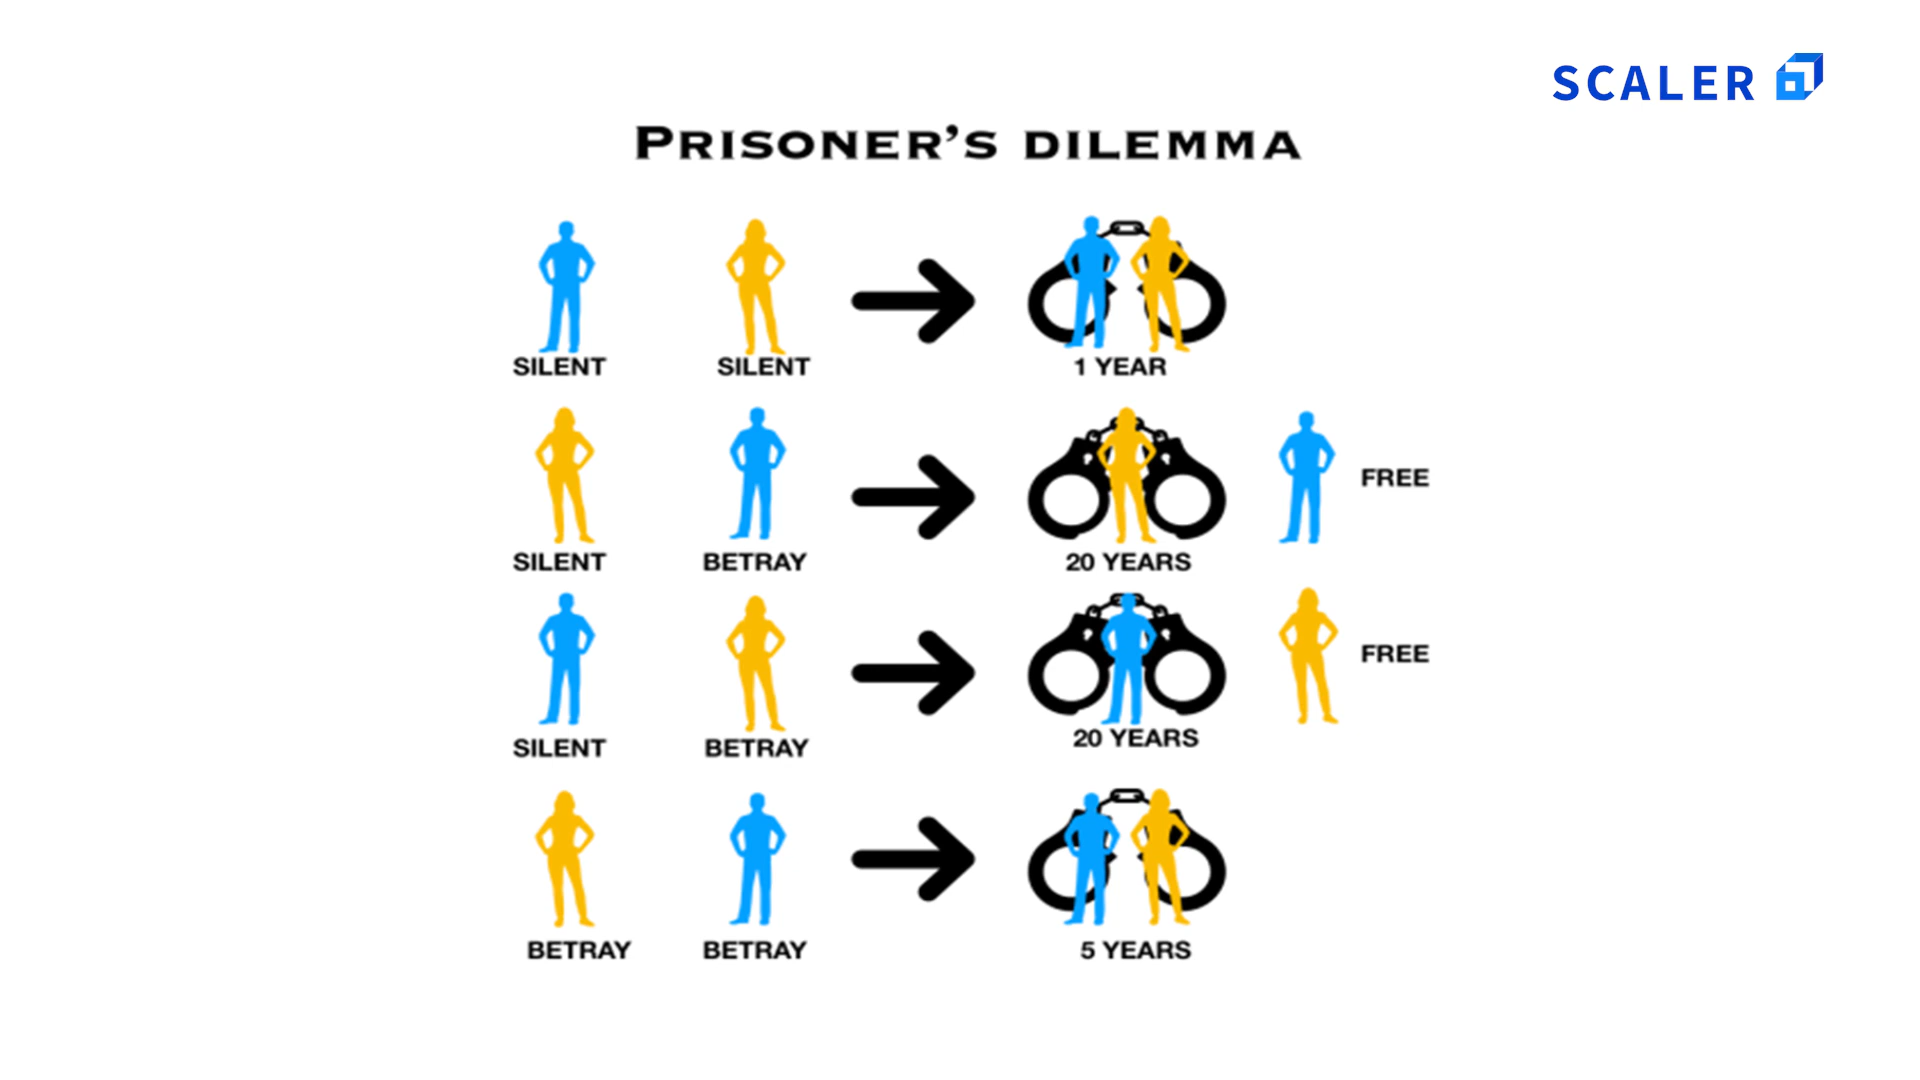 SCALER
PRISONER'S DILEMMA
SILENT SILENT 1 YEAR
FREE
SILENT BETRAY 20 YEARS
FREE
SILENT BETRAY 20 YEARS
BETRAY BETRAY 5 YEARS